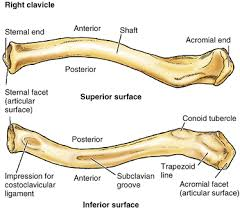 Right clavicle
Sternal end
Anterior
Shaft
Acromial end
Posterior
Sternal facet
(articular
surface)
Superior surface
Conoid tubercle
Posterior
Impression for
costoclavicular
ligament
Anterior
Subclavian
groove
Trapezoid
line
Acromial facet
(articular surface)
Inferior surface